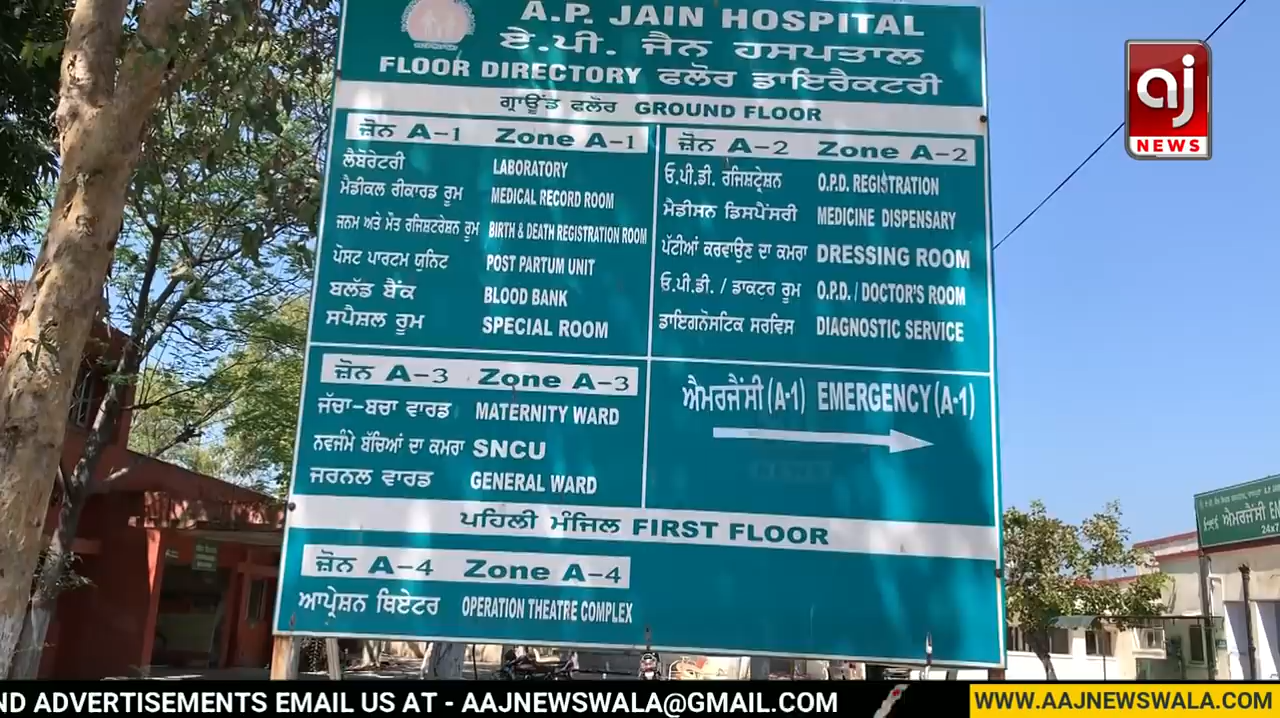 A.P. JAIN HOSPITAL
ਏ.ਪੀ. ਜੈਨ ਹਸਪਤਾਲ
FLOOR DIRECTORY ਫਲੋਰ ਡਾਇਰੈਕਟਰੀ
ਗ੍ਰਾਊਂਡ ਫਲੋਰ GROUND FLOOR
ਜ਼ੋਨ A-1 Zone A-1
ਲੈਬੋਰੇਟਰੀ LABORATORY
ਮੈਡੀਕਲ ਰੀਕਾਰਡ ਰੂਮ MEDICAL RECORD ROOM
ਜਨਮ ਅਤੇ ਮੌਤ ਰਜਿਸ਼ਟਰੇਸ਼ਨ ਰੂਮ BIRTH & DEATH REGISTRATION ROOM
ਪੋਸਟ ਪਾਰਟਮ ਯੁਨਿਟ POST PARTUM UNIT
ਬਲੱਡ ਬੈਂਕ BLOOD BANK
ਸਪੈਸ਼ਲ ਰੂਮ SPECIAL ROOM
ਜ਼ੋਨ A-2 Zone A-2
ਓ.ਪੀ.ਡੀ. ਰਜਿਸ਼ਟ੍ਰੇਸ਼ਨ O.P.D. REGISTRATION
ਮੈਡੀਸਨ ਡਿਸਪੈਂਸਰੀ MEDICINE DISPENSARY
ਪੱਟੀਆਂ ਕਰਵਾਉਣ ਦਾ ਕਮਰਾ DRESSING ROOM
ਓ.ਪੀ.ਡੀ. / ਡਾਕਟਰ ਰੂਮ O.P.D. / DOCTOR'S ROOM
ਡਾਇਗਨੋਸਟਿਕ ਸਰਵਿਸ DIAGNOSTIC SERVICE
ਜ਼ੋਨ A-3 Zone A-3
ਜੱਚਾ-ਬਚਾ ਵਾਰਡ MATERNITY WARD
ਨਵਜੰਮੇ ਬੱਚਿਆਂ ਦਾ ਕਮਰਾ SNCU
ਜਰਨਲ ਵਾਰਡ GENERAL WARD
ਐਮਰਜੈਂਸੀ (A-1) EMERGENCY (A-1)
ਪਹਿਲੀ ਮੰਜਿਲ FIRST FLOOR
ਜ਼ੋਨ A-4 Zone A-4
ਆਪ੍ਰੇਸ਼ਨ ਥਿਏਟਰ OPERATION THEATRE COMPLEX
aj
NEWS
ਐਮਰਜੈਂਸੀ
ND ADVERTISEMENTS EMAIL US AT - AAJNEWSWALA@GMAIL.COM
WWW.AAJNEWSWALA.COM